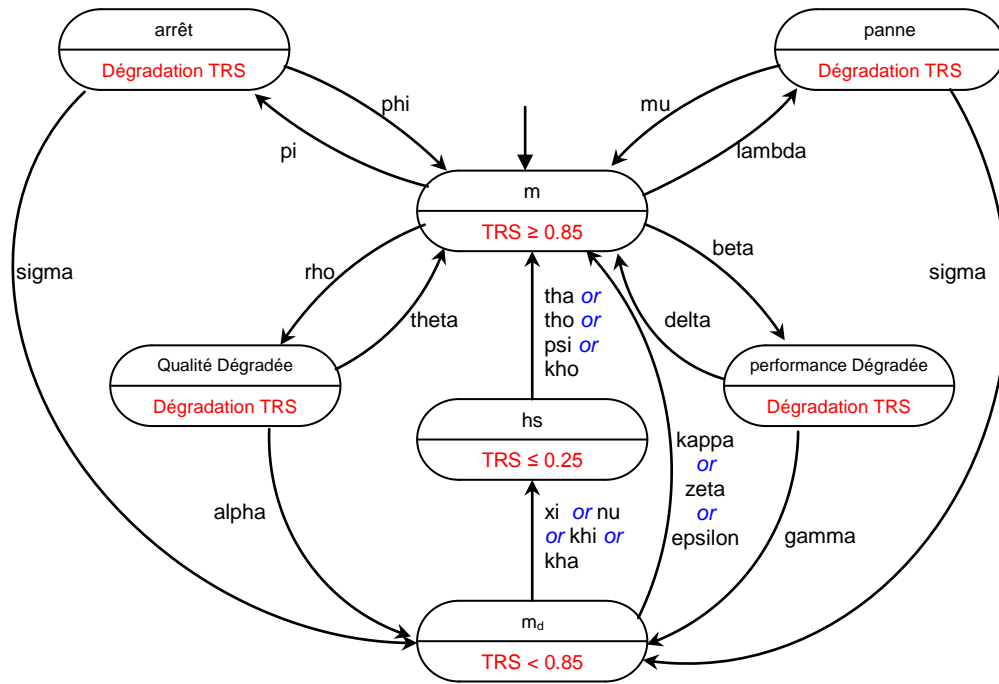 arrêt
Dégradation TRS
panne
Dégradation TRS
phi
pi
mu
lambda
m
TRS ≥ 0.85
sigma
rho
theta
tha or
tho or
psi or
kho
delta
beta
sigma
Qualité Dégradée
Dégradation TRS
performance Dégradée
Dégradation TRS
hs
TRS ≤ 0.25
kappa
or
zeta
or
epsilon
alpha
xi or nu
or khi or
kha
gamma
m_d
TRS < 0.85